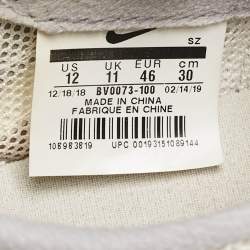 SZ
US UK EUR cm
12 11 46 30
12/18/18 BV0073-100 02/14/19
MADE IN CHINA
FABRIQUE EN CHINE
108983819 UPC 00193151089144